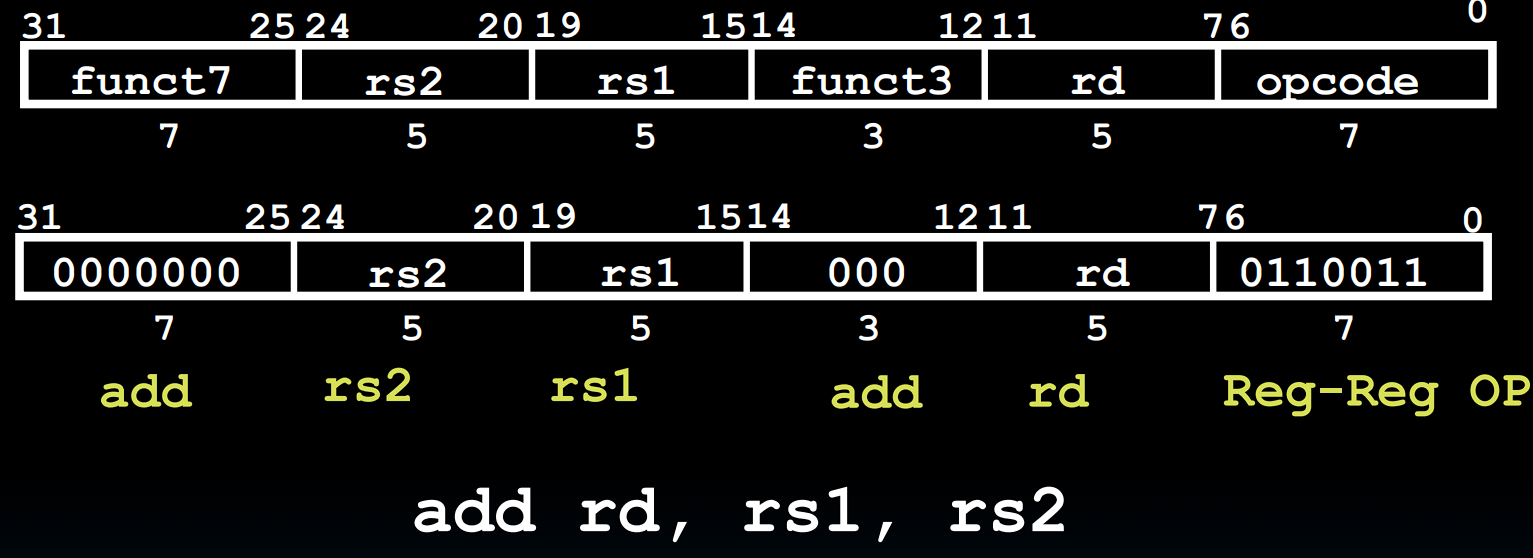 31 25 24 20 19 15 14 12 11 7 6 0
funct7 rs2 rs1 funct3 rd opcode
7 5 5 3 5 7
31 25 24 20 19 15 14 12 11 7 6 0
0000000 rs2 rs1 000 rd 0110011
7 5 5 3 5 7
add rs2 rs1 add rd Reg-Reg OP
add rd, rs1, rs2